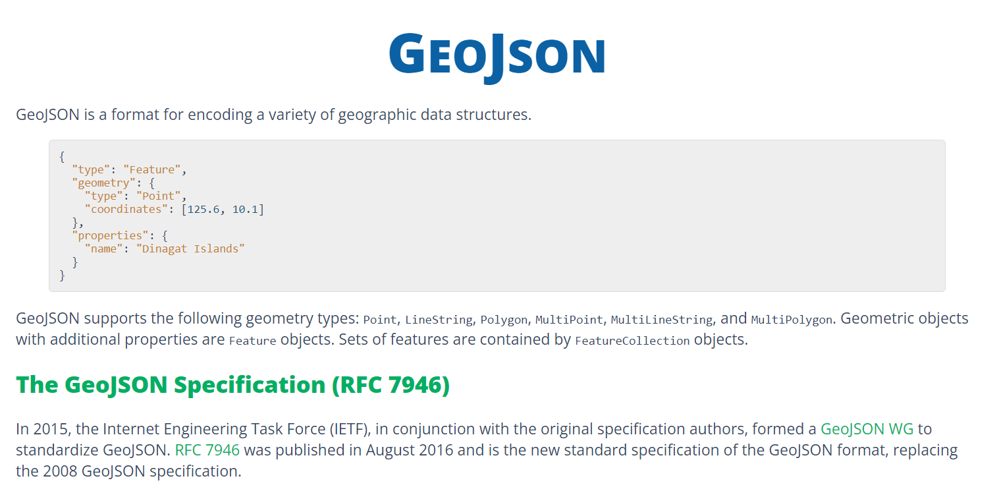 GEOJSON
GeoJSON is a format for encoding a variety of geographic data structures.
{
  "type": "Feature",
  "geometry": {
    "type": "Point",
    "coordinates": [125.6, 10.1]
  },
  "properties": {
    "name": "Dinagat Islands"
  }
}
GeoJSON supports the following geometry types: Point, LineString, Polygon, MultiPoint, MultiLineString, and MultiPolygon. Geometric objects
with additional properties are Feature objects. Sets of features are contained by FeatureCollection objects.
The GeoJSON Specification (RFC 7946)
In 2015, the Internet Engineering Task Force (IETF), in conjunction with the original specification authors, formed a GeoJSON WG to
standardize GeoJSON. RFC 7946 was published in August 2016 and is the new standard specification of the GeoJSON format, replacing
the 2008 GeoJSON specification.